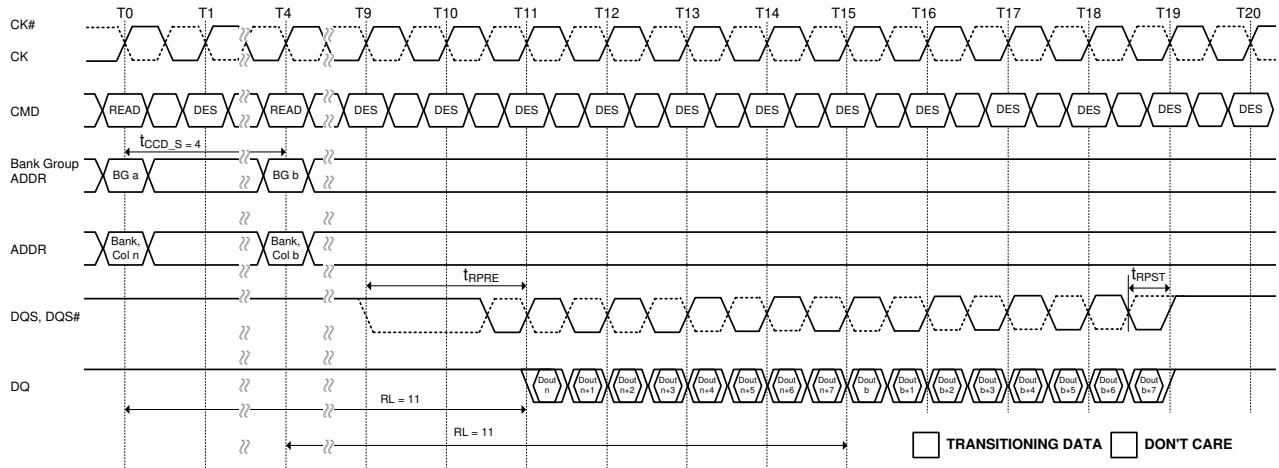 T0 T1 T4 T9 T10 T11 T12 T13 T14 T15 T16 T17 T18 T19 T20
CK#
CK
CMD READ DES READ DES DES DES DES DES DES DES DES DES DES DES DES
tCCD_S = 4
Bank Group
ADDR
BG a BG b
ADDR
Bank,
Col n
Bank,
Col b
tRPRE tRPST
DQS, DQS#
DQ
Dout
n
Dout
n+1
Dout
n+2
Dout
n+3
Dout
n+4
Dout
n+5
Dout
n+6
Dout
n+7
Dout
b
Dout
b+1
Dout
b+2
Dout
b+3
Dout
b+4
Dout
b+5
Dout
b+6
Dout
b+7
RL = 11
RL = 11
TRANSITIONING DATA DON'T CARE